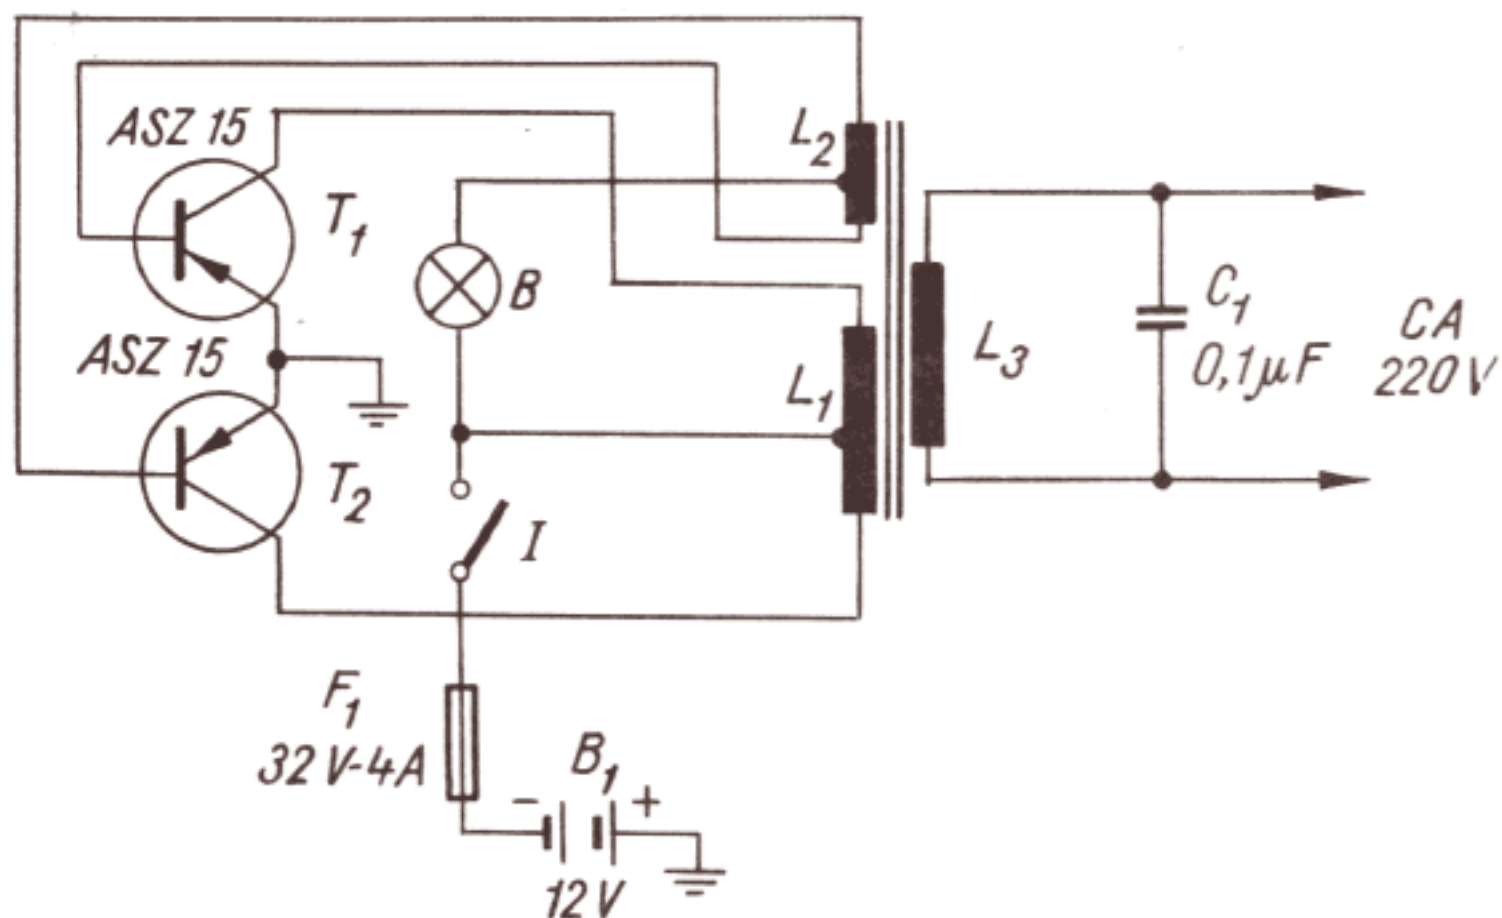 ASZ 15
T1
ASZ 15
T2
B
L2
L1
L3
C1
0,1µF
CA
220V
I
F1
32V-4A
B1
- +
12V